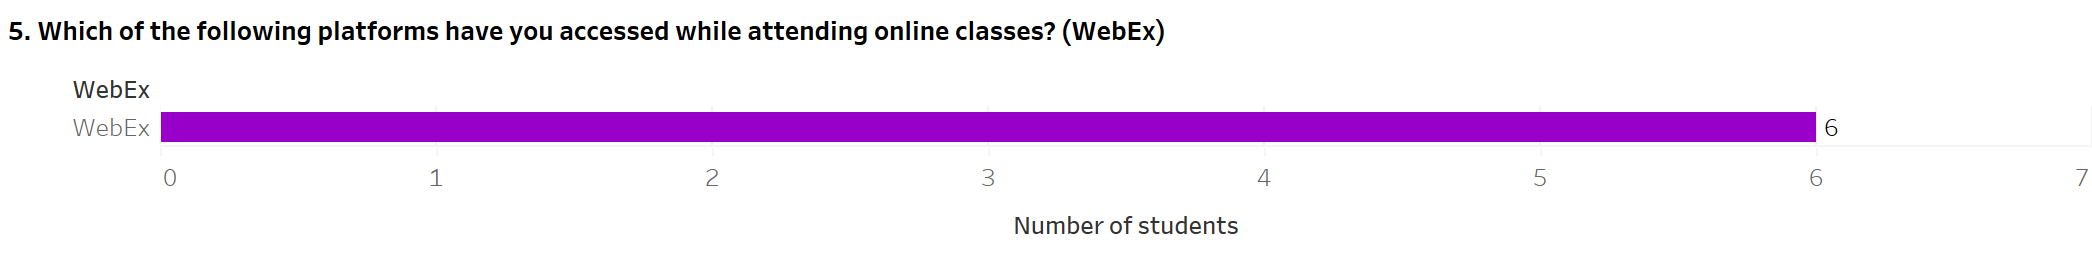 5. Which of the following platforms have you accessed while attending online classes? (WebEx)
WebEx
WebEx 6
0 1 2 3 4 5 6 7
Number of students